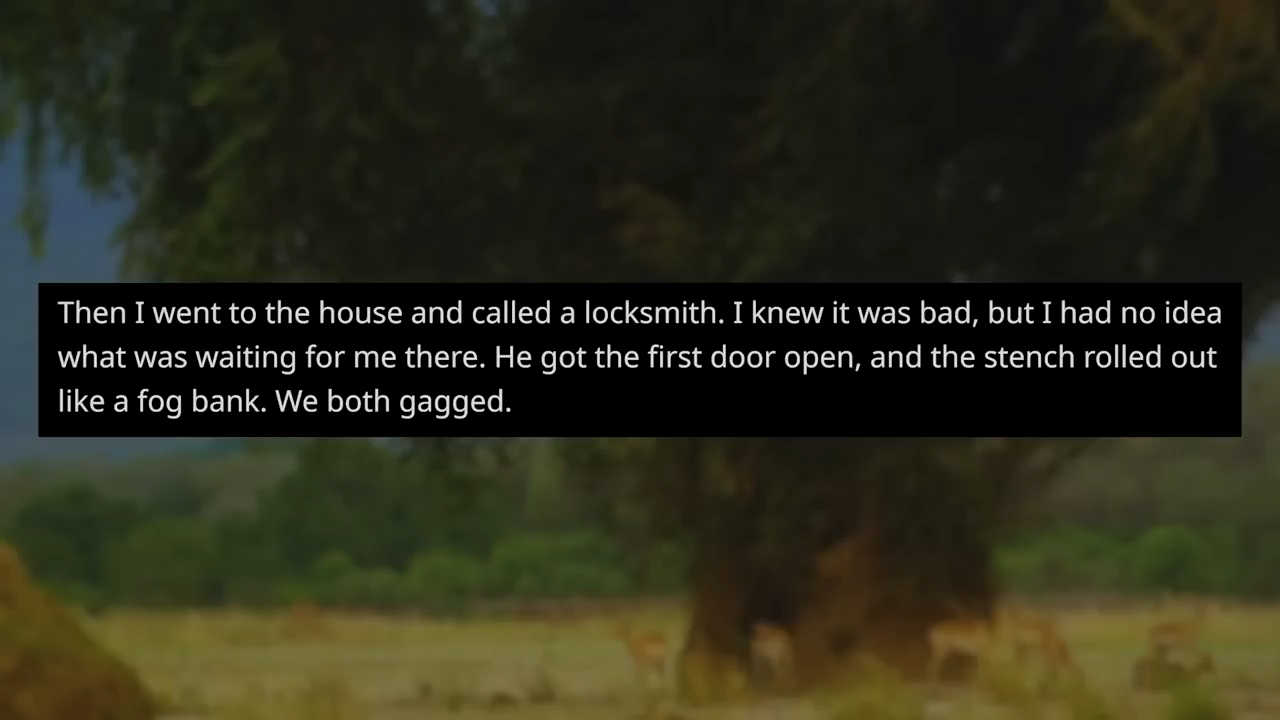 Then I went to the house and called a locksmith. I knew it was bad, but I had no idea
what was waiting for me there. He got the first door open, and the stench rolled out
like a fog bank. We both gagged.